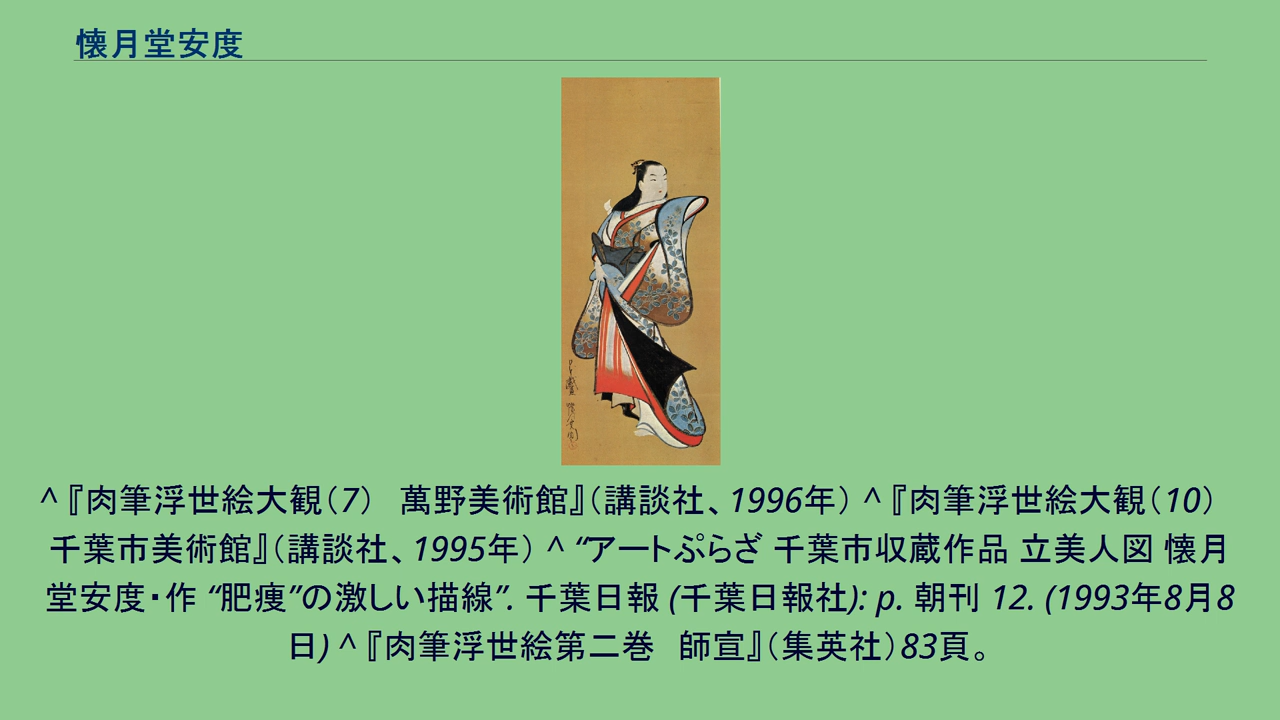 懐月堂安度
^『肉筆浮世絵大観（7）　萬野美術館』（講談社、1996年） ^『肉筆浮世絵大観（10）
千葉市美術館』（講談社、1995年） ^ “アートぷらざ 千葉市収蔵作品 立美人図 懐月
堂安度・作 “肥痩”の激しい描線”. 千葉日報 (千葉日報社): p. 朝刊 12. (1993年8月8
日) ^『肉筆浮世絵第二巻　師宣』（集英社）83頁。